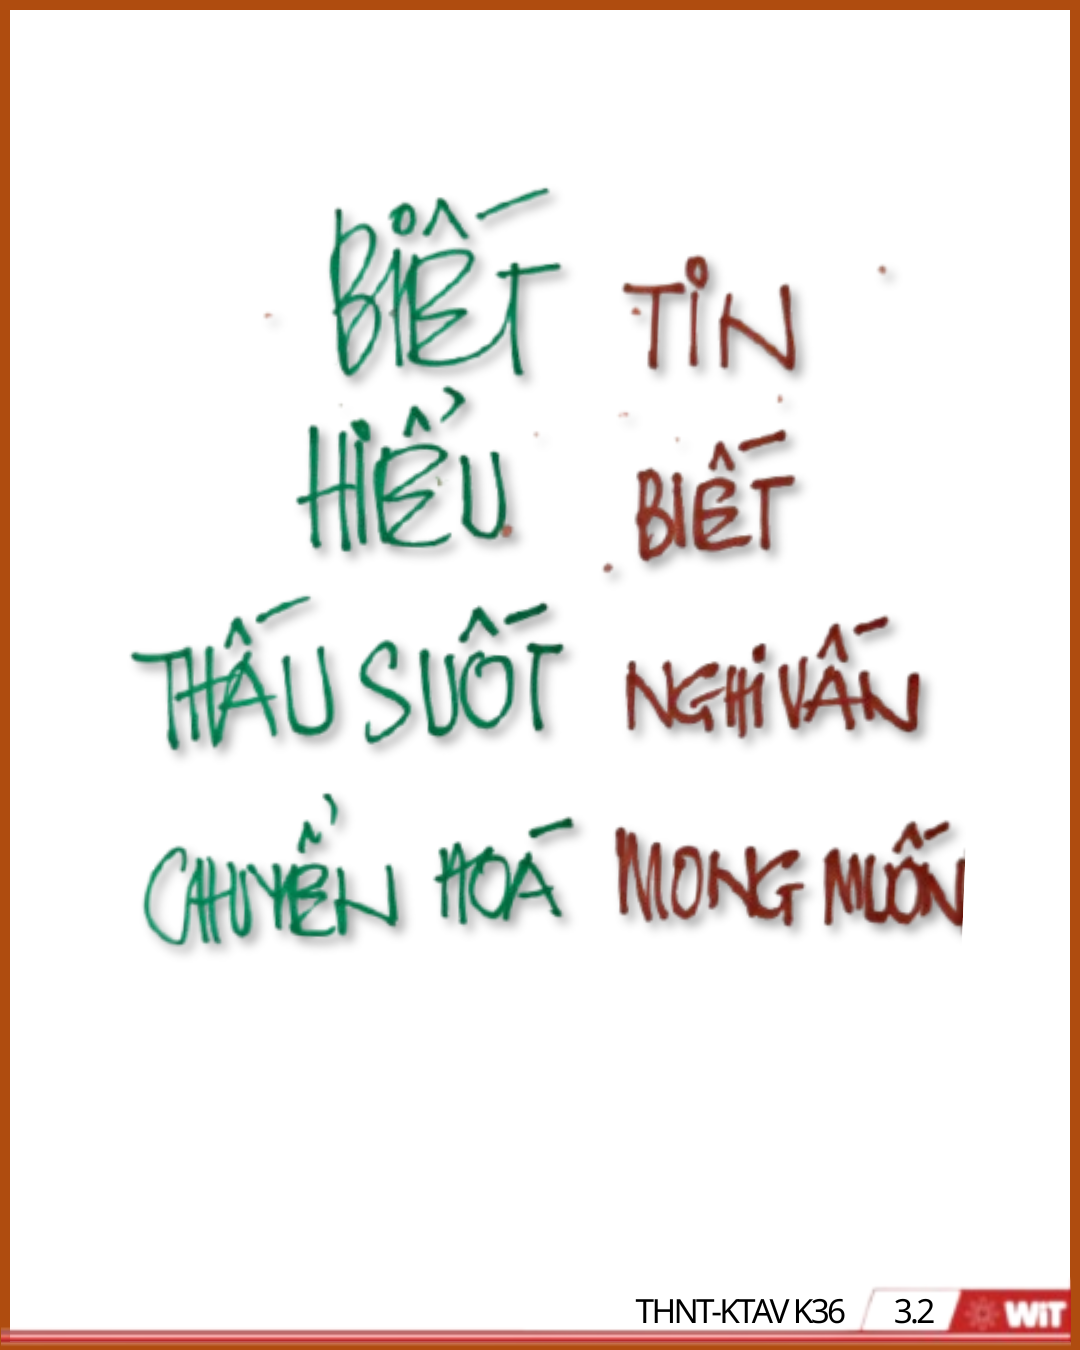 BIẾT TIN
HIỂU BIẾT
THẤU SUỐT NGHI VẤN
CHUYỂN HOÁ MONG MUỐN
THNT-KTAV K36 3.2 WiT